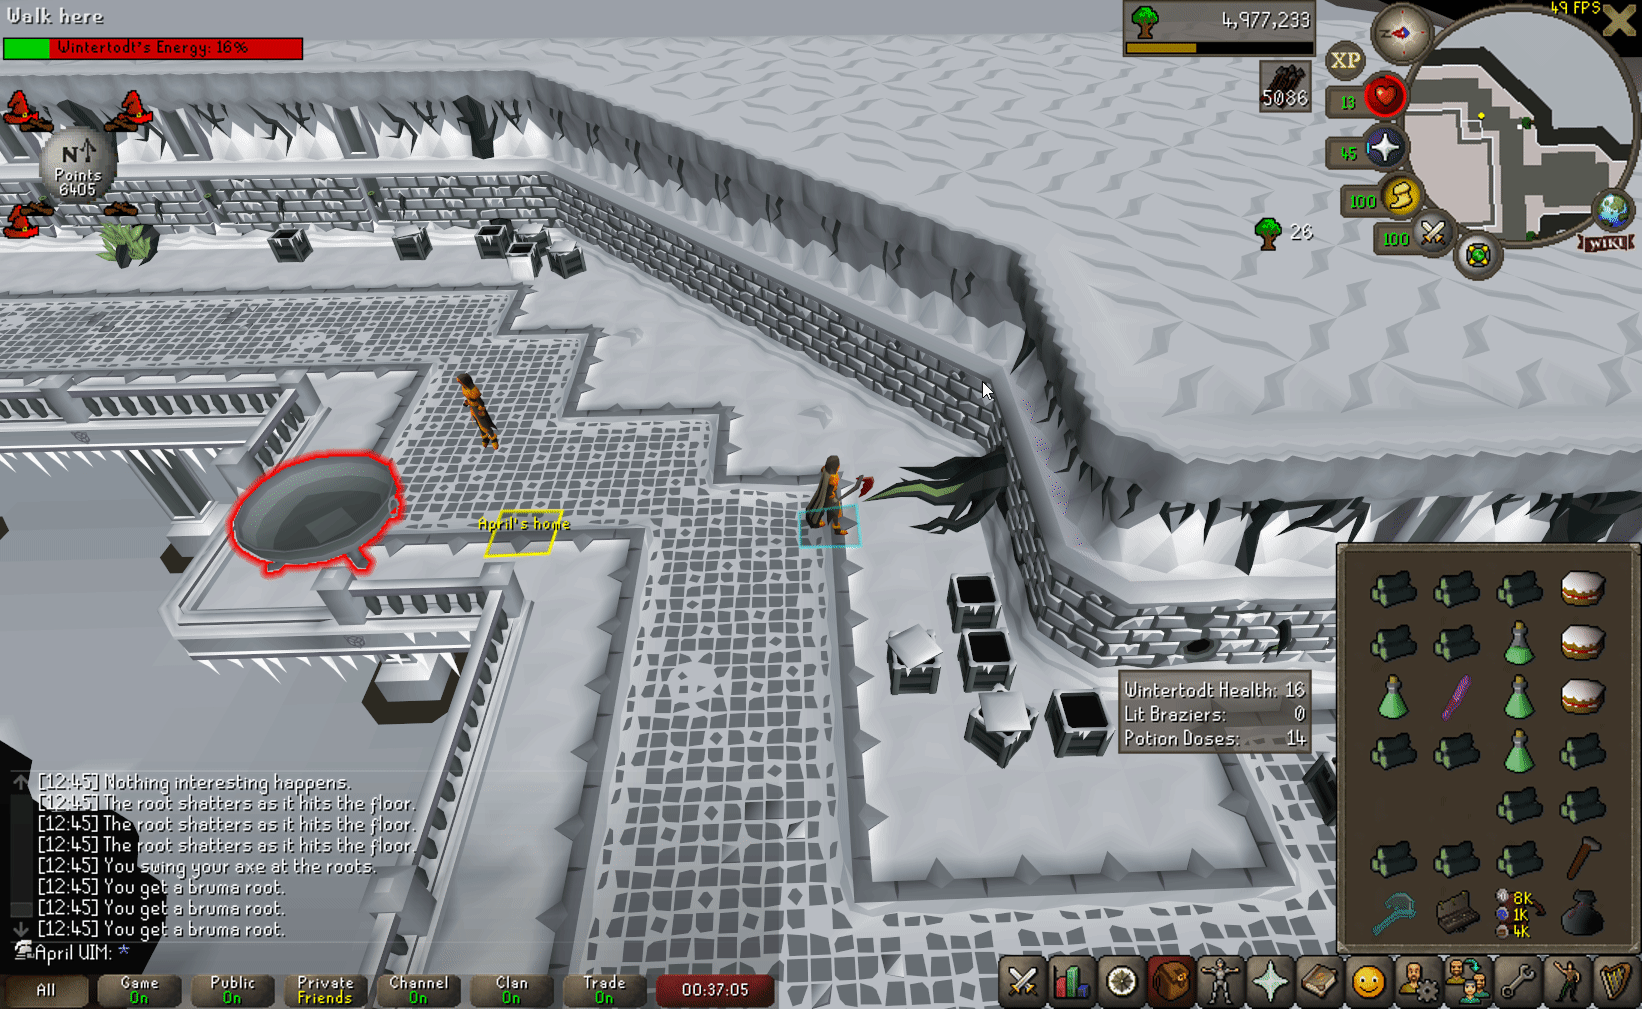 Walk here
49 FPS
4,977,233
Wintertodt's Energy: 16%
XP
5086
13
N
Points
6405
45
100
26
WIKI
100
April's home
Wintertodt Health: 16
Lit Braziers: 0
Potion Doses: 14
[12:45] Nothing interesting happens.
[12:45] The root shatters as it hits the floor.
[12:45] The root shatters as it hits the floor.
[12:45] The root shatters as it hits the floor.
[12:45] You swing your axe at the roots.
[12:45] You get a bruma root.
[12:45] You get a bruma root.
[12:45] You get a bruma root.
April UIM: *
8K
1K
4K
All
Game
On
Public
On
Private
Friends
Channel
On
Clan
On
Trade
On
00:37:05